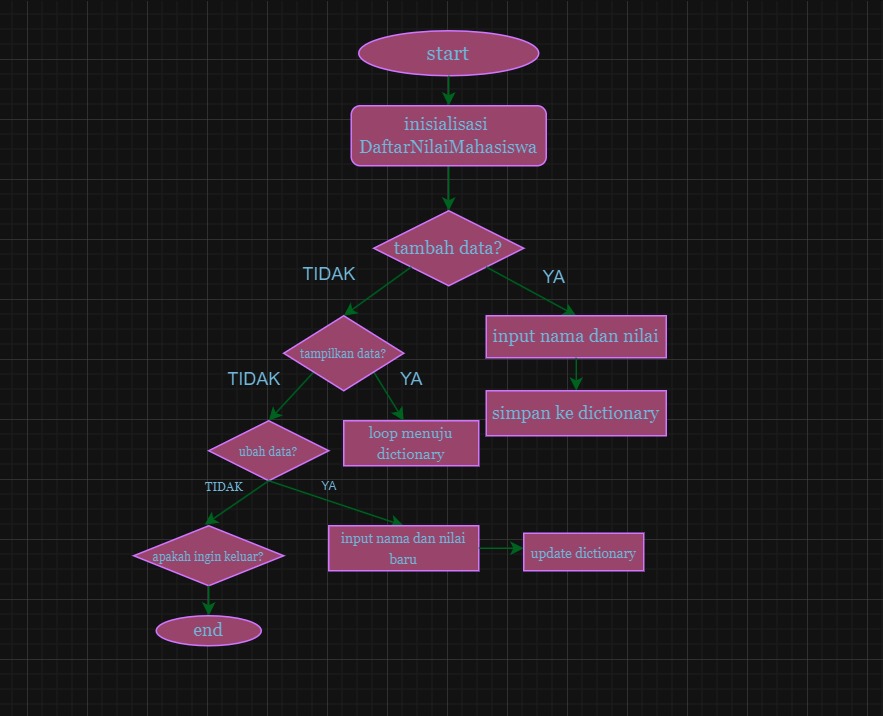 start
inisialisasi
DaftarNilaiMahasiswa
tambah data?
TIDAK
YA
input nama dan nilai
tampilkan data?
TIDAK
YA
simpan ke dictionary
loop menuju
dictionary
ubah data?
TIDAK
YA
input nama dan nilai
baru
update dictionary
apakah ingin keluar?
end